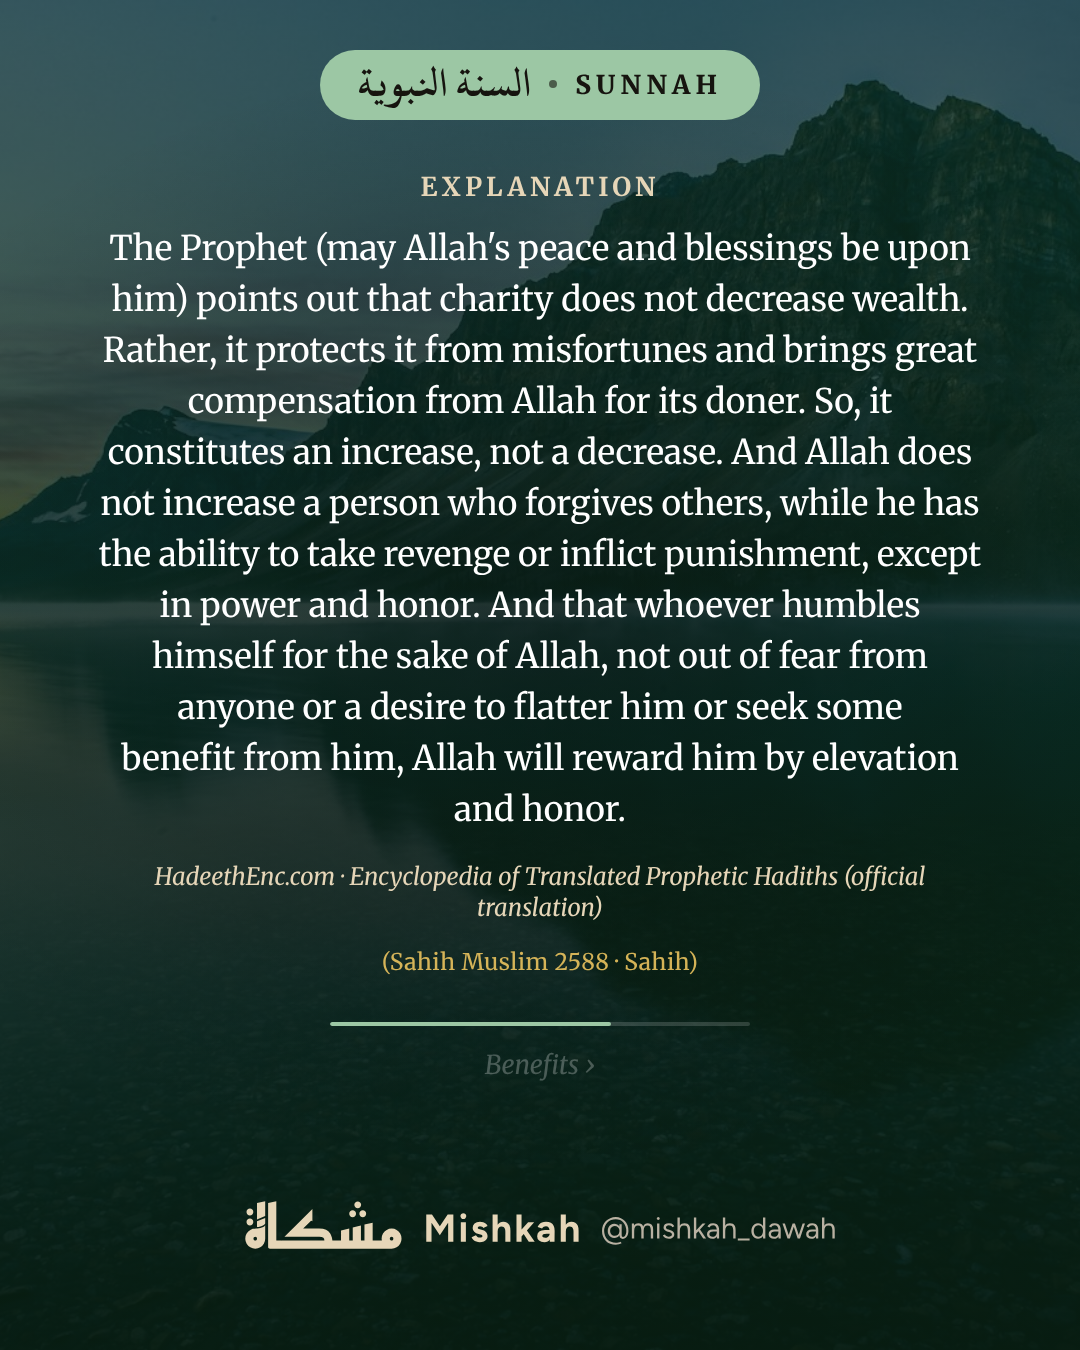 السنة النبوية • SUNNAH
EXPLANATION
The Prophet (may Allah's peace and blessings be upon
him) points out that charity does not decrease wealth.
Rather, it protects it from misfortunes and brings great
compensation from Allah for its doner. So, it
constitutes an increase, not a decrease. And Allah does
not increase a person who forgives others, while he has
the ability to take revenge or inflict punishment, except
in power and honor. And that whoever humbles
himself for the sake of Allah, not out of fear from
anyone or a desire to flatter him or seek some
benefit from him, Allah will reward him by elevation
and honor.
HadeethEnc.com · Encyclopedia of Translated Prophetic Hadiths (official
translation)
(Sahih Muslim 2588 · Sahih)
Benefits ›
مشكاة Mishkah @mishkah_dawah